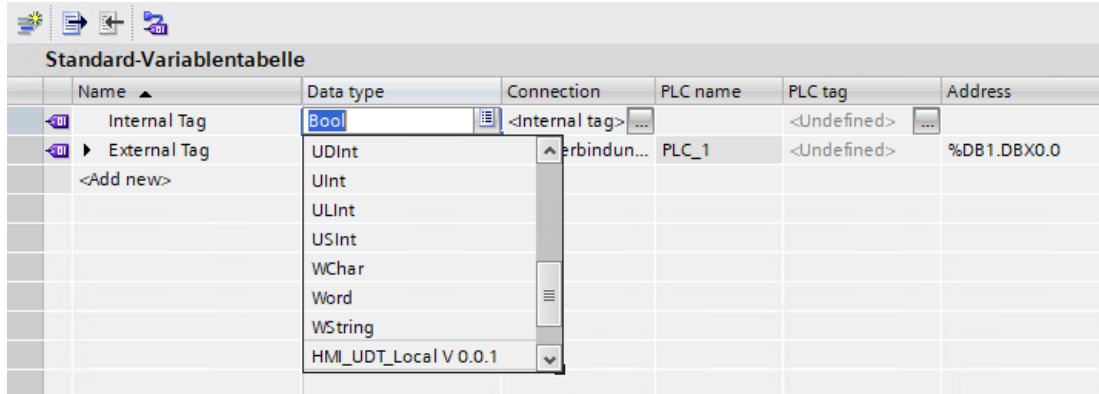 Standard-Variablentabelle
Name Data type Connection PLC name PLC tag Address
Internal Tag Bool <Internal tag> ... <Undefined> ...
External Tag erbindun... PLC_1 <Undefined> %DB1.DBX0.0
<Add new>
UDInt
UInt
ULInt
USInt
WChar
Word
WString
HMI_UDT_Local V 0.0.1